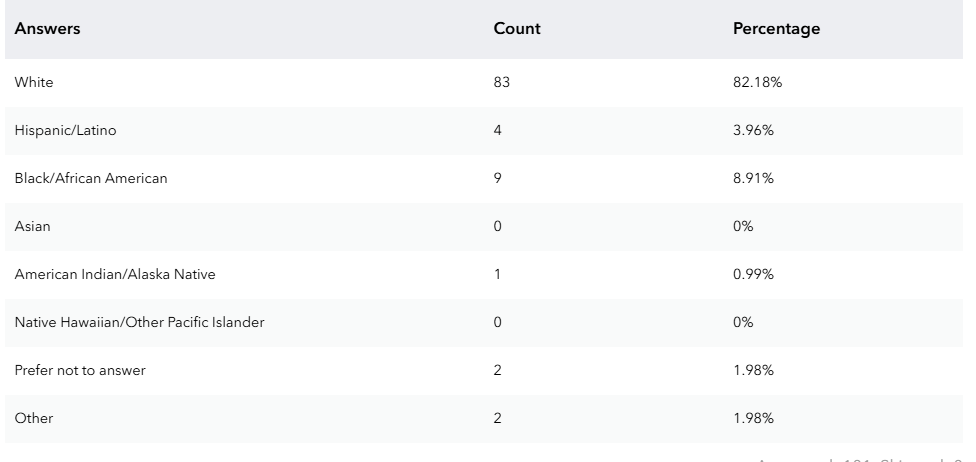 Answers Count Percentage
White 83 82.18%
Hispanic/Latino 4 3.96%
Black/African American 9 8.91%
Asian 0 0%
American Indian/Alaska Native 1 0.99%
Native Hawaiian/Other Pacific Islander 0 0%
Prefer not to answer 2 1.98%
Other 2 1.98%